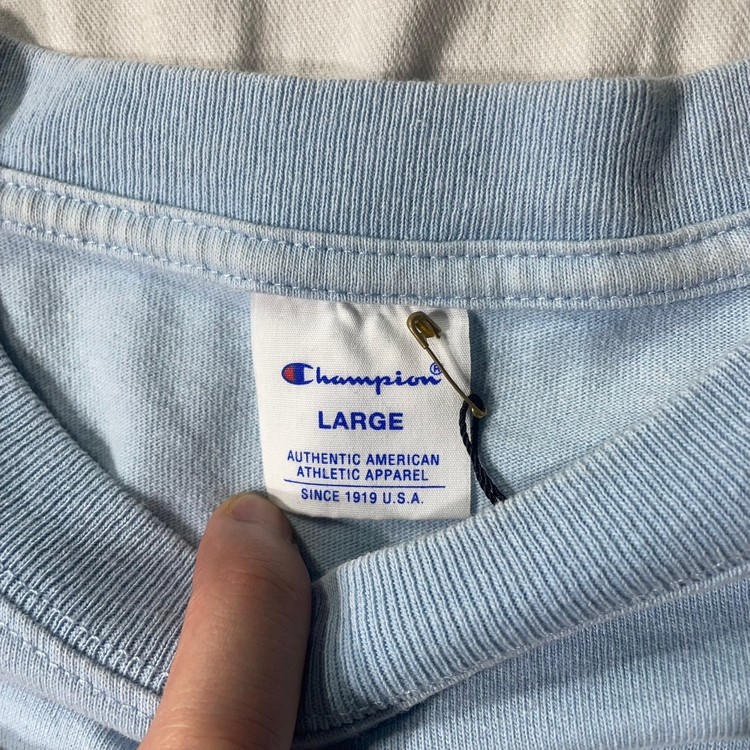 Champion®
LARGE
AUTHENTIC AMERICAN
ATHLETIC APPAREL
SINCE 1919 U.S.A.